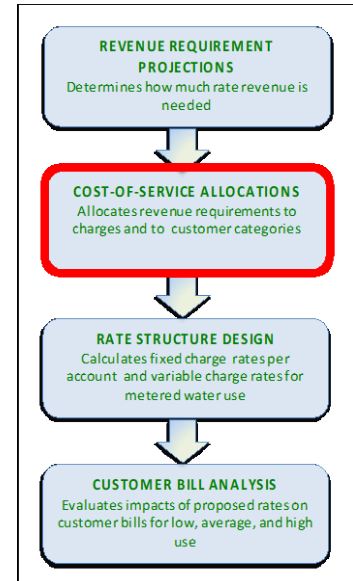 REVENUE REQUIREMENT
PROJECTIONS
Determines how much rate revenue is
needed
COST-OF-SERVICE ALLOCATIONS
Allocates revenue requirements to
charges and to customer categories
RATE STRUCTURE DESIGN
Calculates fixed charge rates per
account and variable charge rates for
metered water use
CUSTOMER BILL ANALYSIS
Evaluates impacts of proposed rates on
customer bills for low, average, and high
use